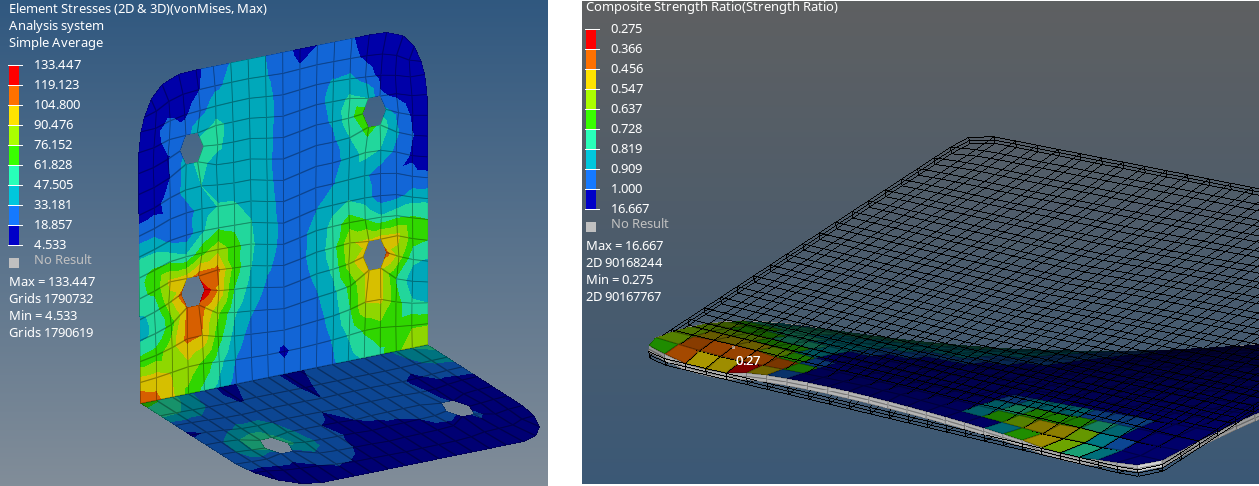 Element Stresses (2D & 3D)(vonMises, Max)
Analysis system
Simple Average
133.447
119.123
104.800
90.476
76.152
61.828
47.505
33.181
18.857
4.533
No Result
Max = 133.447
Grids 1790732
Min = 4.533
Grids 1790619
Composite Strength Ratio(Strength Ratio)
0.275
0.366
0.456
0.547
0.637
0.728
0.819
0.909
1.000
16.667
No Result
Max = 16.667
2D 90168244
Min = 0.275
2D 90167767
0.27